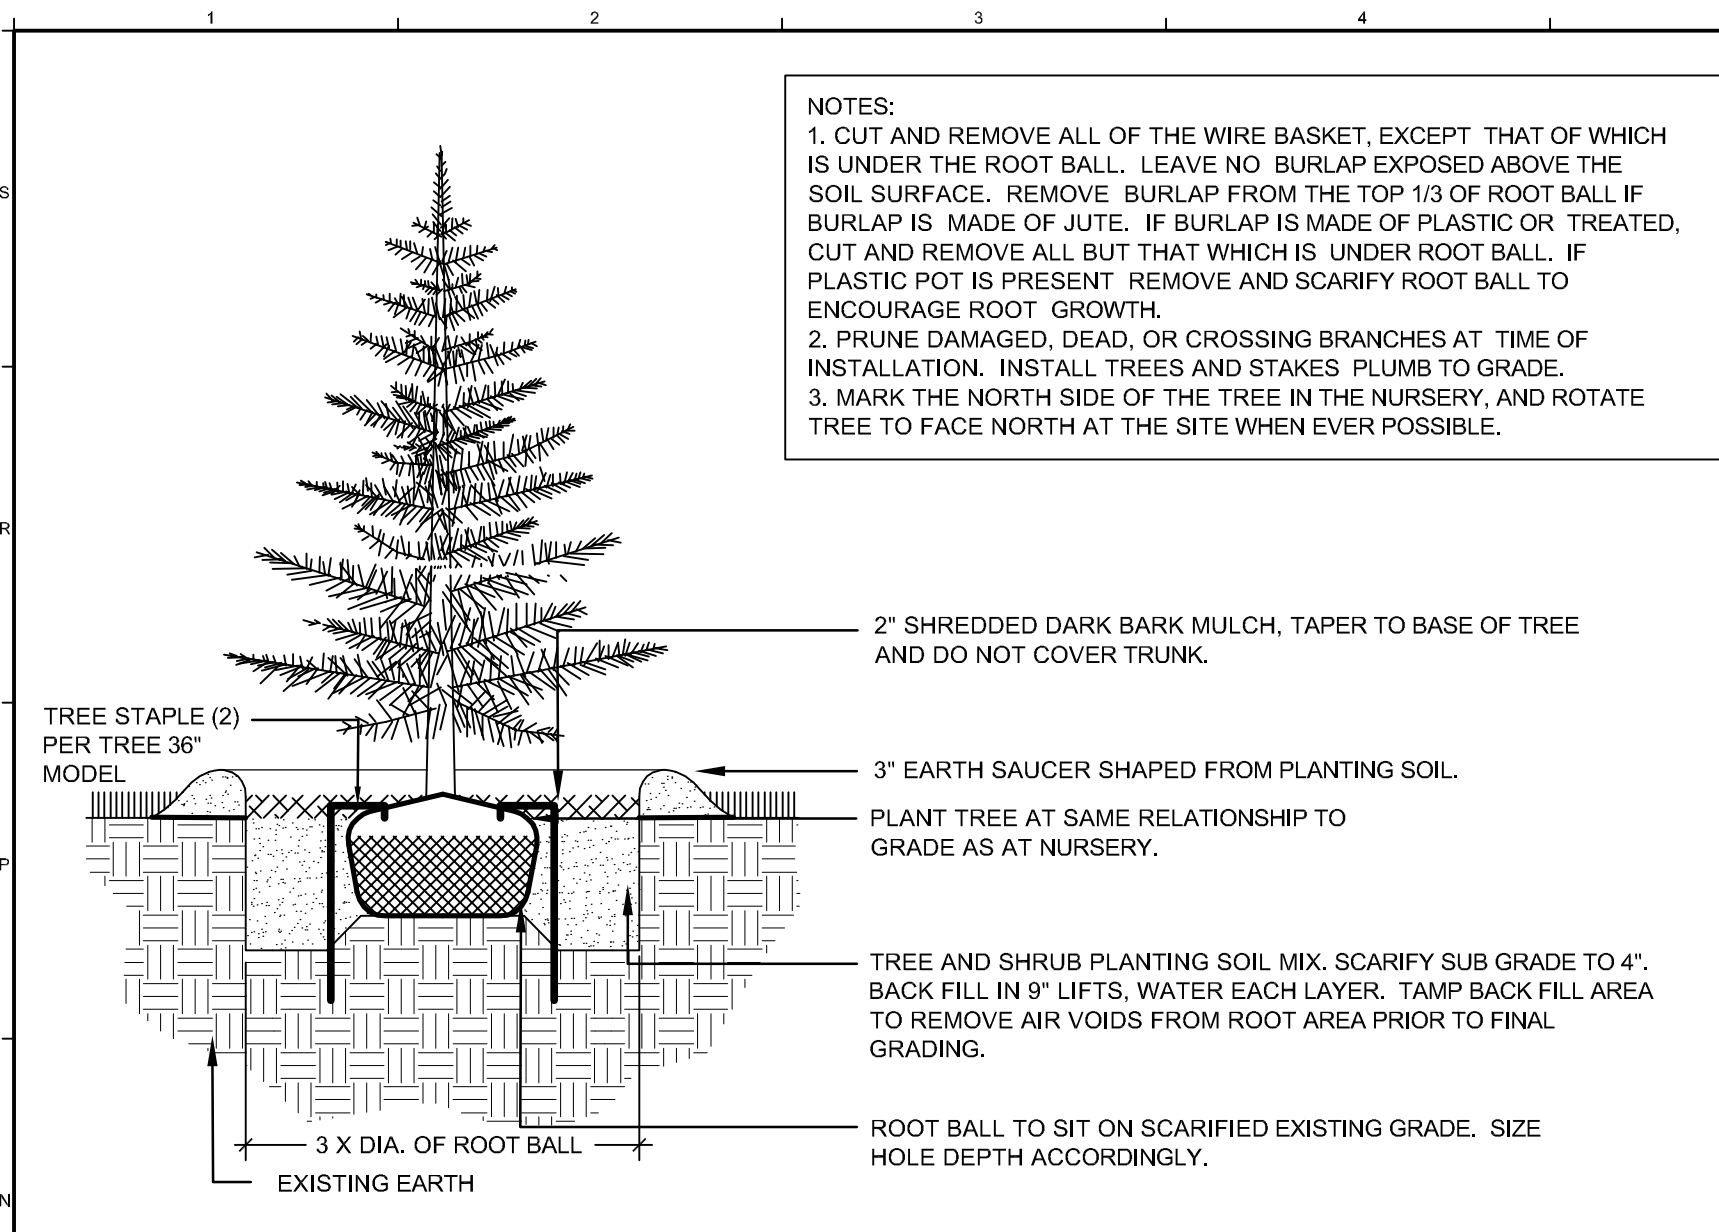 1 2 3 4
S
R
P
N
NOTES:
1. CUT AND REMOVE ALL OF THE WIRE BASKET, EXCEPT THAT OF WHICH
IS UNDER THE ROOT BALL. LEAVE NO BURLAP EXPOSED ABOVE THE
SOIL SURFACE. REMOVE BURLAP FROM THE TOP 1/3 OF ROOT BALL IF
BURLAP IS MADE OF JUTE. IF BURLAP IS MADE OF PLASTIC OR TREATED,
CUT AND REMOVE ALL BUT THAT WHICH IS UNDER ROOT BALL. IF
PLASTIC POT IS PRESENT REMOVE AND SCARIFY ROOT BALL TO
ENCOURAGE ROOT GROWTH.
2. PRUNE DAMAGED, DEAD, OR CROSSING BRANCHES AT TIME OF
INSTALLATION. INSTALL TREES AND STAKES PLUMB TO GRADE.
3. MARK THE NORTH SIDE OF THE TREE IN THE NURSERY, AND ROTATE
TREE TO FACE NORTH AT THE SITE WHEN EVER POSSIBLE.
2" SHREDDED DARK BARK MULCH, TAPER TO BASE OF TREE
AND DO NOT COVER TRUNK.
TREE STAPLE (2)
PER TREE 36"
MODEL
3" EARTH SAUCER SHAPED FROM PLANTING SOIL.
PLANT TREE AT SAME RELATIONSHIP TO
GRADE AS AT NURSERY.
TREE AND SHRUB PLANTING SOIL MIX. SCARIFY SUB GRADE TO 4".
BACK FILL IN 9" LIFTS, WATER EACH LAYER. TAMP BACK FILL AREA
TO REMOVE AIR VOIDS FROM ROOT AREA PRIOR TO FINAL
GRADING.
ROOT BALL TO SIT ON SCARIFIED EXISTING GRADE. SIZE
HOLE DEPTH ACCORDINGLY.
3 X DIA. OF ROOT BALL
EXISTING EARTH